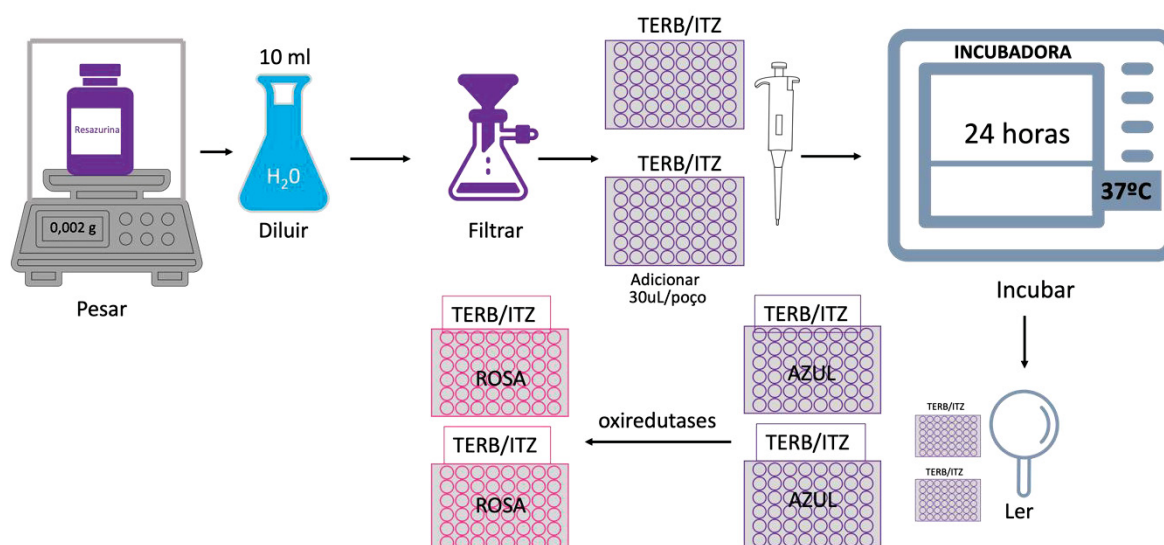 Resazurina
0,002 g
Pesar
10 ml
H20
Diluir
Filtrar
TERB/ITZ
TERB/ITZ
Adicionar
30uL/poço
INCUBADORA
24 horas
37ºC
Incubar
TERB/ITZ
TERB/ITZ
Ler
TERB/ITZ
AZUL
TERB/ITZ
AZUL
oxiredutases
TERB/ITZ
ROSA
TERB/ITZ
ROSA